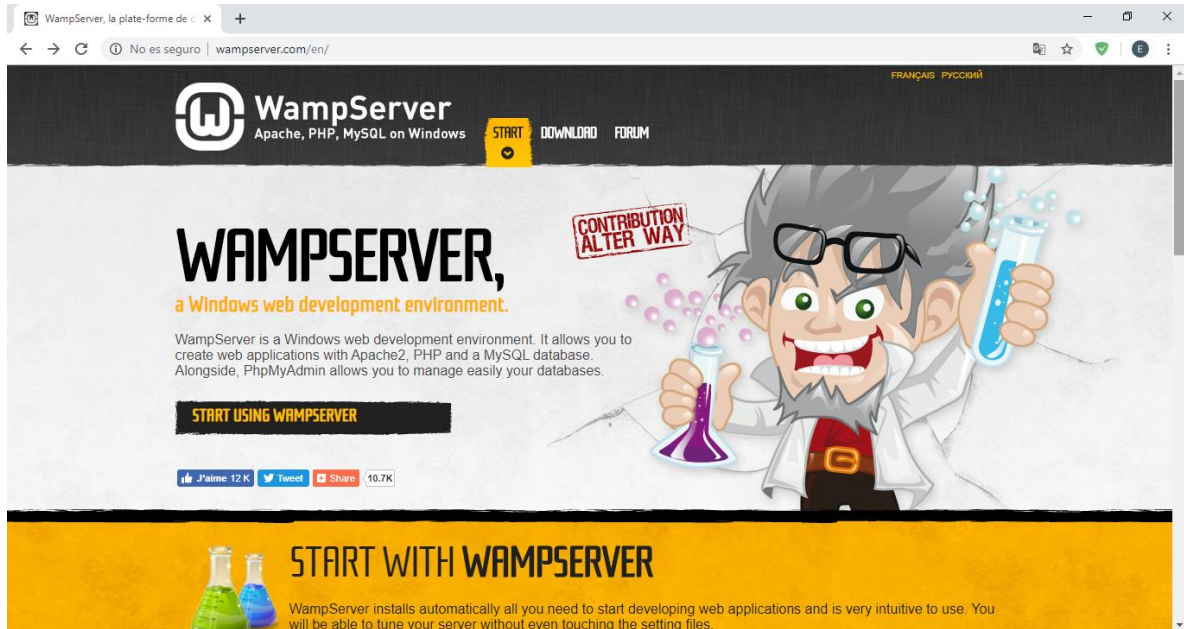 WampServer, la plate-forme de d
No es seguro | wampserver.com/en/
E
FRANÇAIS РУССКИЙ
W
WampServer
Apache, PHP, MySQL on Windows
START DOWNLOAD FORUM
CONTRIBUTION
ALTER WAY
WAMPSERVER,
a Windows web development environment.
WampServer is a Windows web development environment. It allows you to
create web applications with Apache2, PHP and a MySQL database.
Alongside, PhpMyAdmin allows you to manage easily your databases.
START USING WAMPSERVER
J'aime 12 K Tweet Share 10.7K
G
START WITH WAMPSERVER
WampServer installs automatically all you need to start developing web applications and is very intuitive to use. You
will be able to tune your server without even touching the setting files.